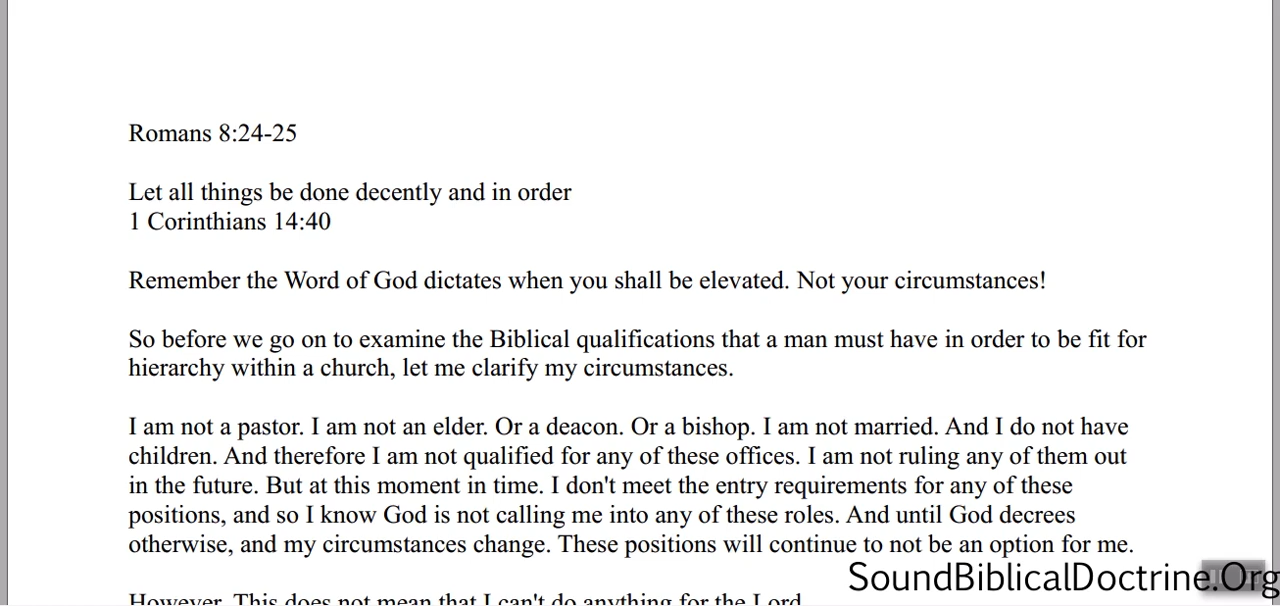 Romans 8:24-25
Let all things be done decently and in order
1 Corinthians 14:40
Remember the Word of God dictates when you shall be elevated. Not your circumstances!
So before we go on to examine the Biblical qualifications that a man must have in order to be fit for
hierarchy within a church, let me clarify my circumstances.
I am not a pastor. I am not an elder. Or a deacon. Or a bishop. I am not married. And I do not have
children. And therefore I am not qualified for any of these offices. I am not ruling any of them out
in the future. But at this moment in time. I don't meet the entry requirements for any of these
positions, and so I know God is not calling me into any of these roles. And until God decrees
otherwise, and my circumstances change. These positions will continue to not be an option for me.
SoundBiblicalDoctrine.Org
However. This does not mean that I can't do anything for the Lord